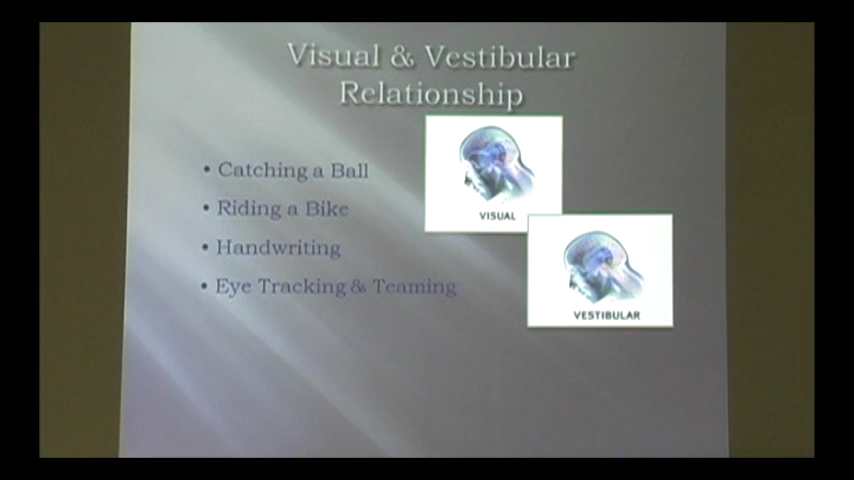 Visual & Vestibular
Relationship
• Catching a Ball
• Riding a Bike
• Handwriting
• Eye Tracking & Teaming
VISUAL
VESTIBULAR